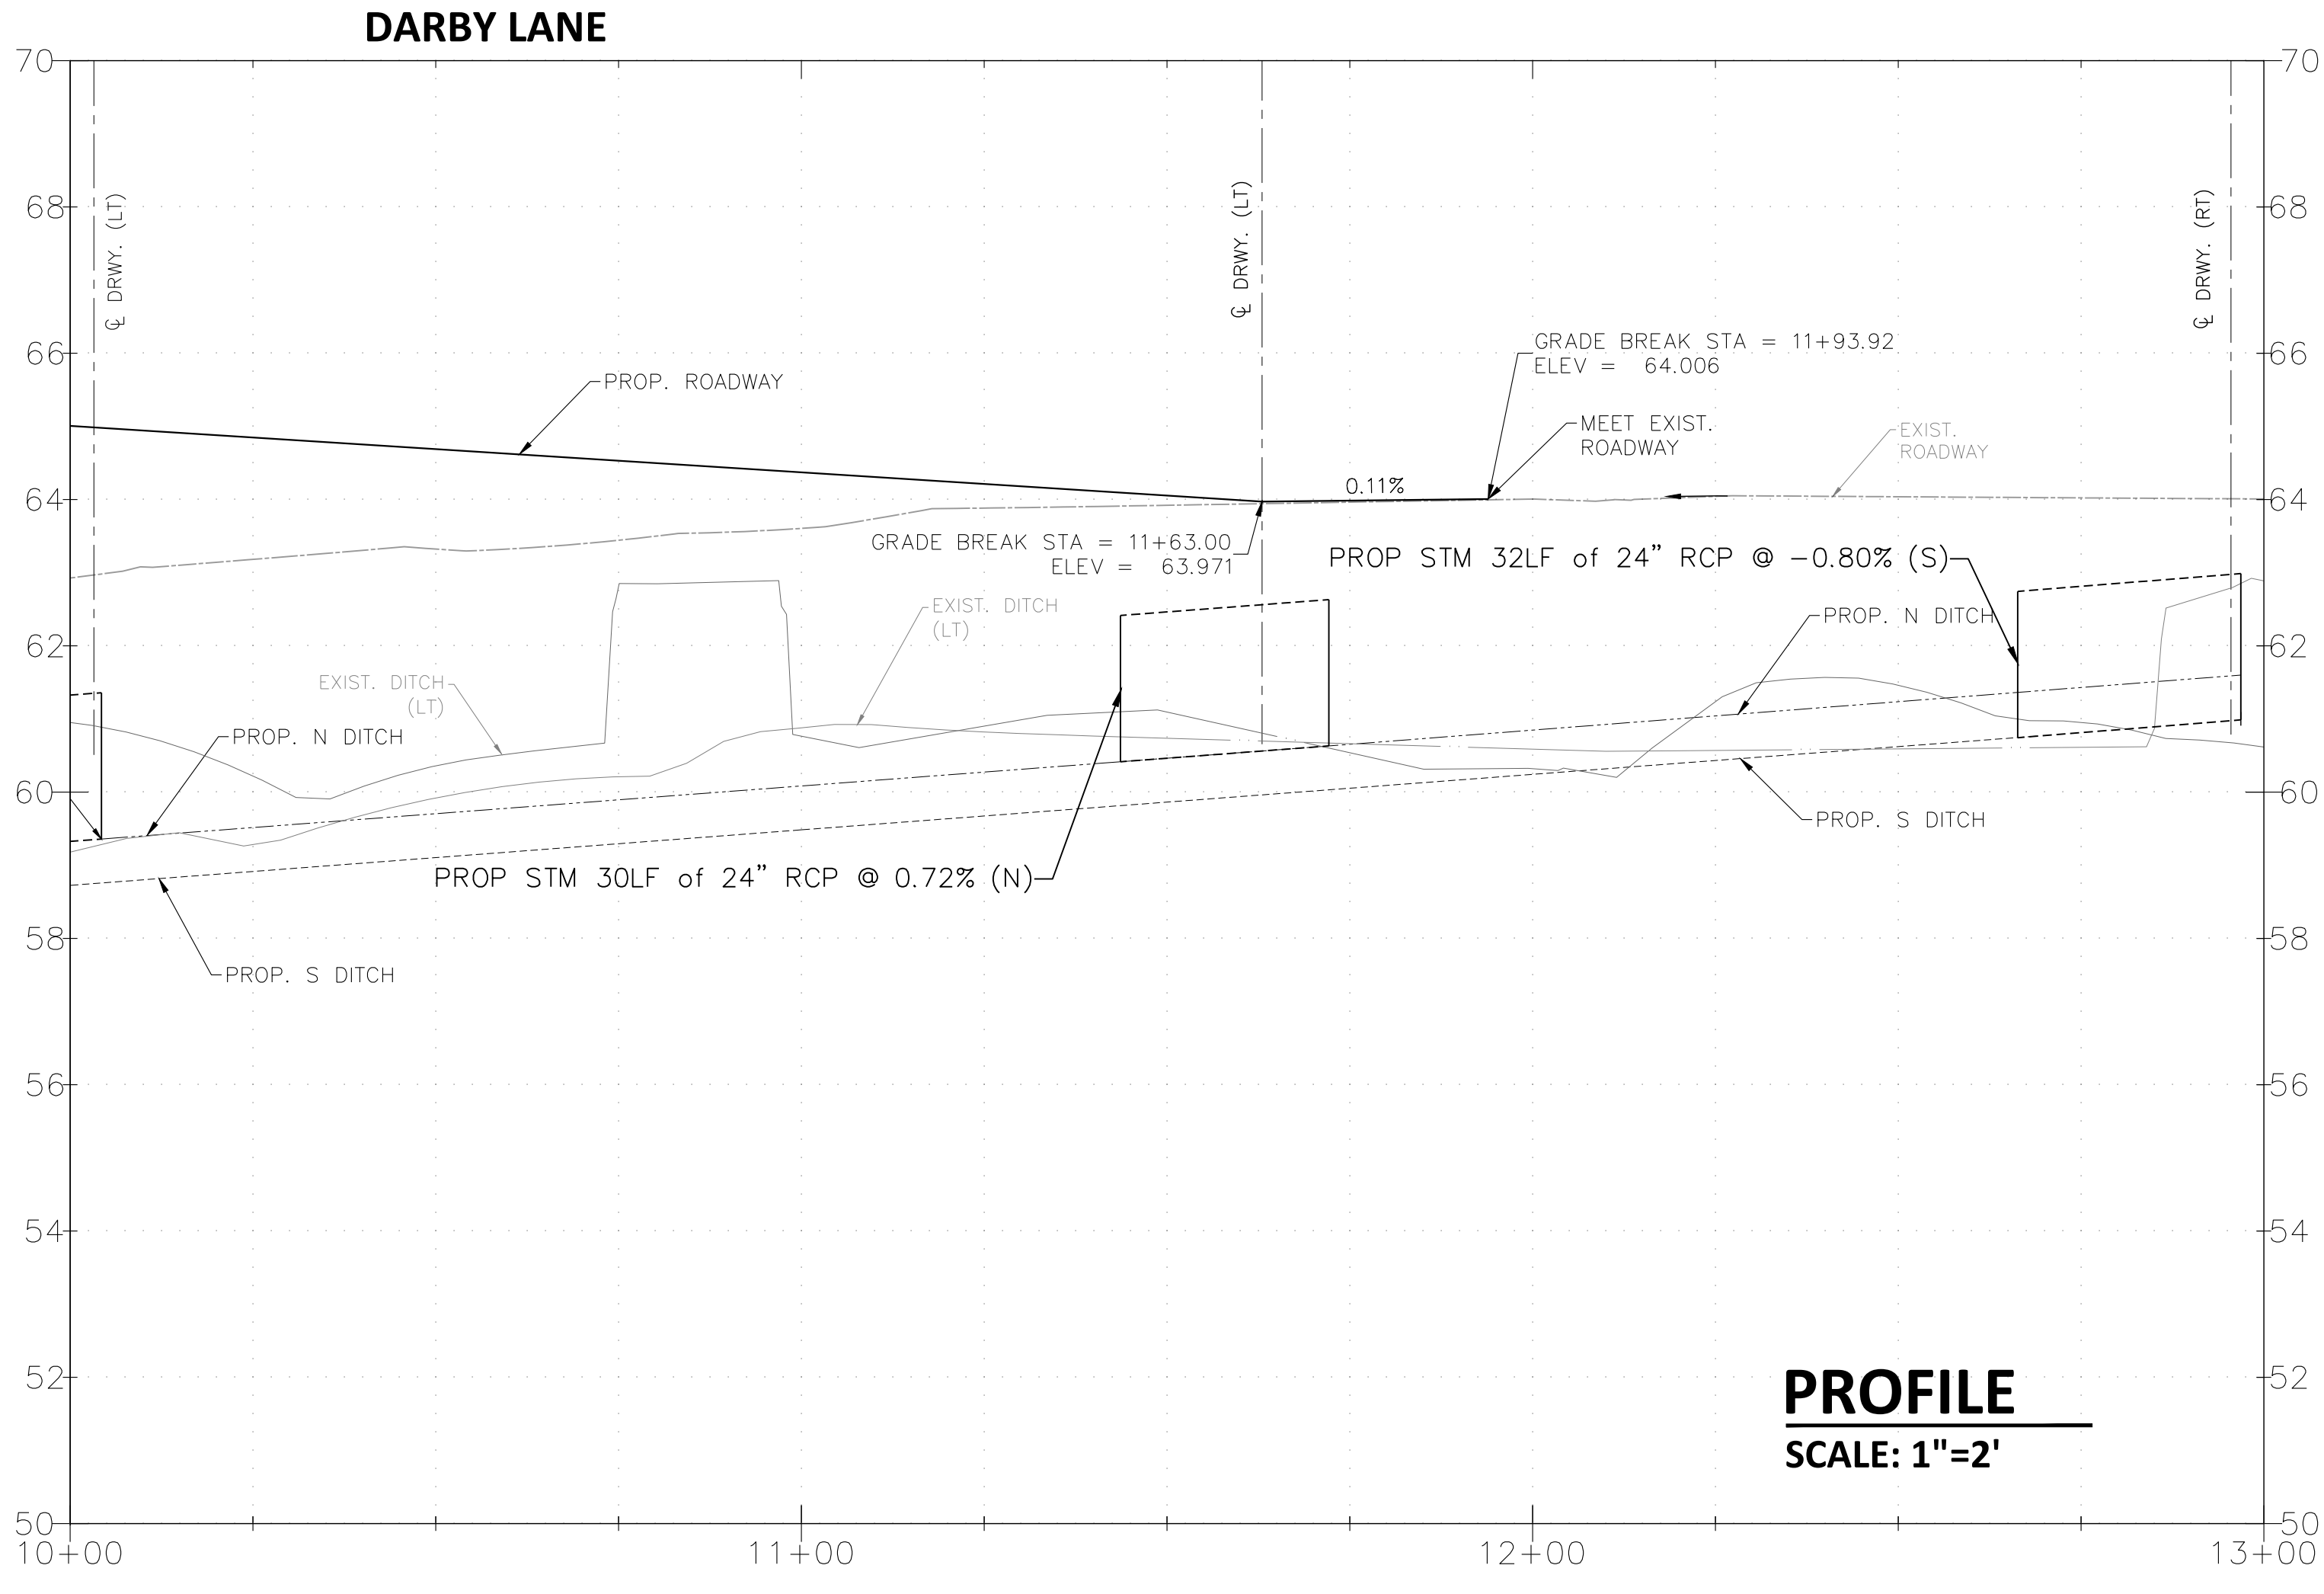 DARBY LANE
70
70
68
68
℄ DRWY. (LT)
℄ DRWY. (LT)
℄ DRWY. (RT)
66
66
GRADE BREAK STA = 11+93.92
ELEV = 64.006
PROP. ROADWAY
MEET EXIST.
ROADWAY
EXIST.
ROADWAY
0.11%
64
64
GRADE BREAK STA = 11+63.00
ELEV = 63.971
PROP STM 32LF of 24" RCP @ -0.80% (S)
EXIST. DITCH
(LT)
PROP. N DITCH
62
62
EXIST. DITCH
(LT)
PROP. N DITCH
60
60
PROP. S DITCH
PROP STM 30LF of 24" RCP @ 0.72% (N)
58
58
PROP. S DITCH
56
56
54
54
52
52
PROFILE
SCALE: 1"=2'
50
50
10+00
11+00
12+00
13+00